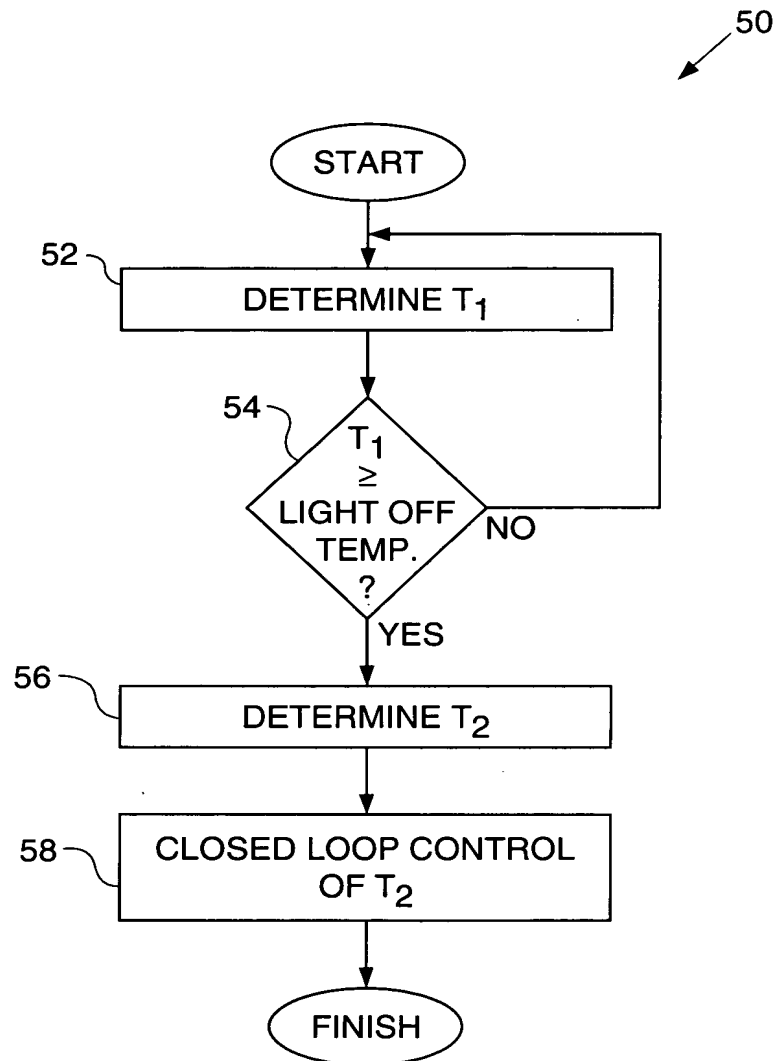 50
START
52
DETERMINE T₁
54
T₁
≥
LIGHT OFF
TEMP.
?
NO
YES
56
DETERMINE T₂
58
CLOSED LOOP CONTROL
OF T₂
FINISH